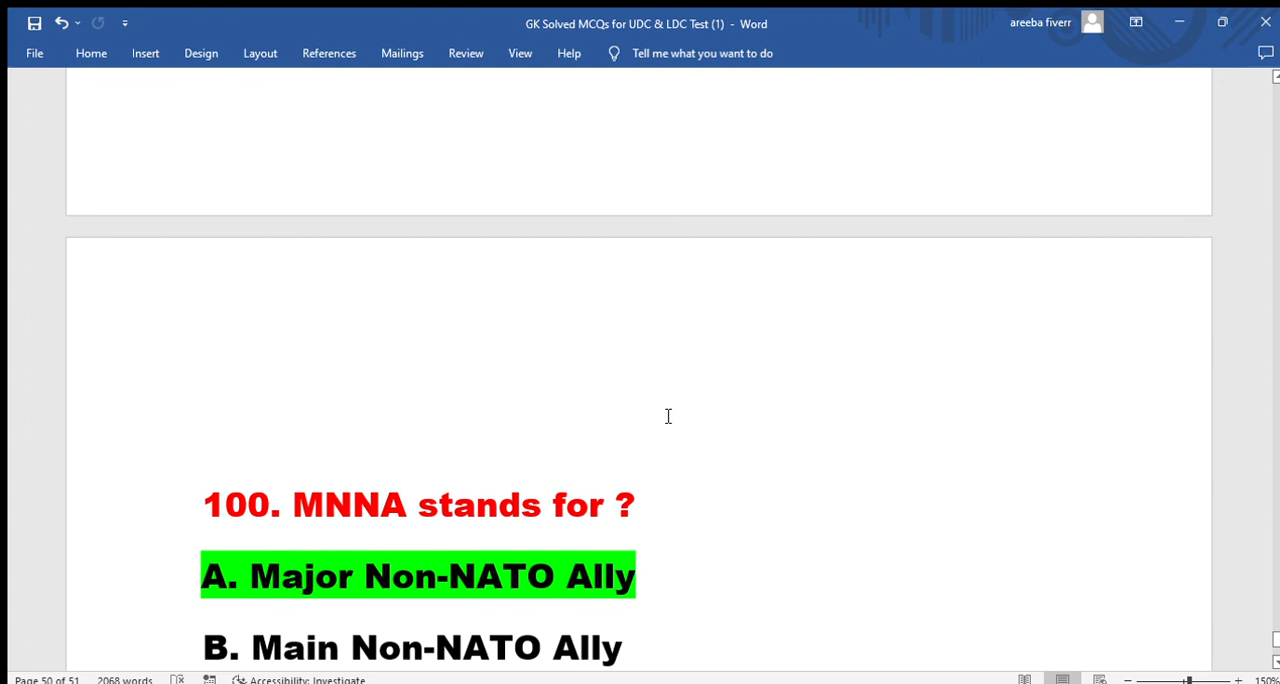 GK Solved MCQs for UDC & LDC Test (1) - Word
areeba fiverr
File Home Insert Design Layout References Mailings Review View Help Tell me what you want to do
100. MNNA stands for ?
A. Major Non-NATO Ally
B. Main Non-NATO Ally
Page 50 of 51 2068 words Accessibility: Investigate 150%